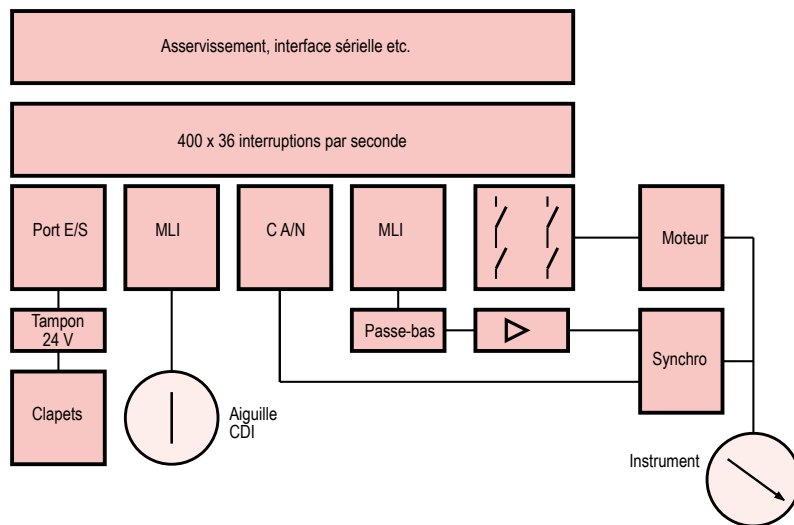 Asservissement, interface sérielle etc.
400 x 36 interruptions par seconde
Port E/S
MLI
C A/N
MLI
Moteur
Tampon
24 V
Passe-bas
Synchro
Clapets
Aiguille
CDI
Instrument